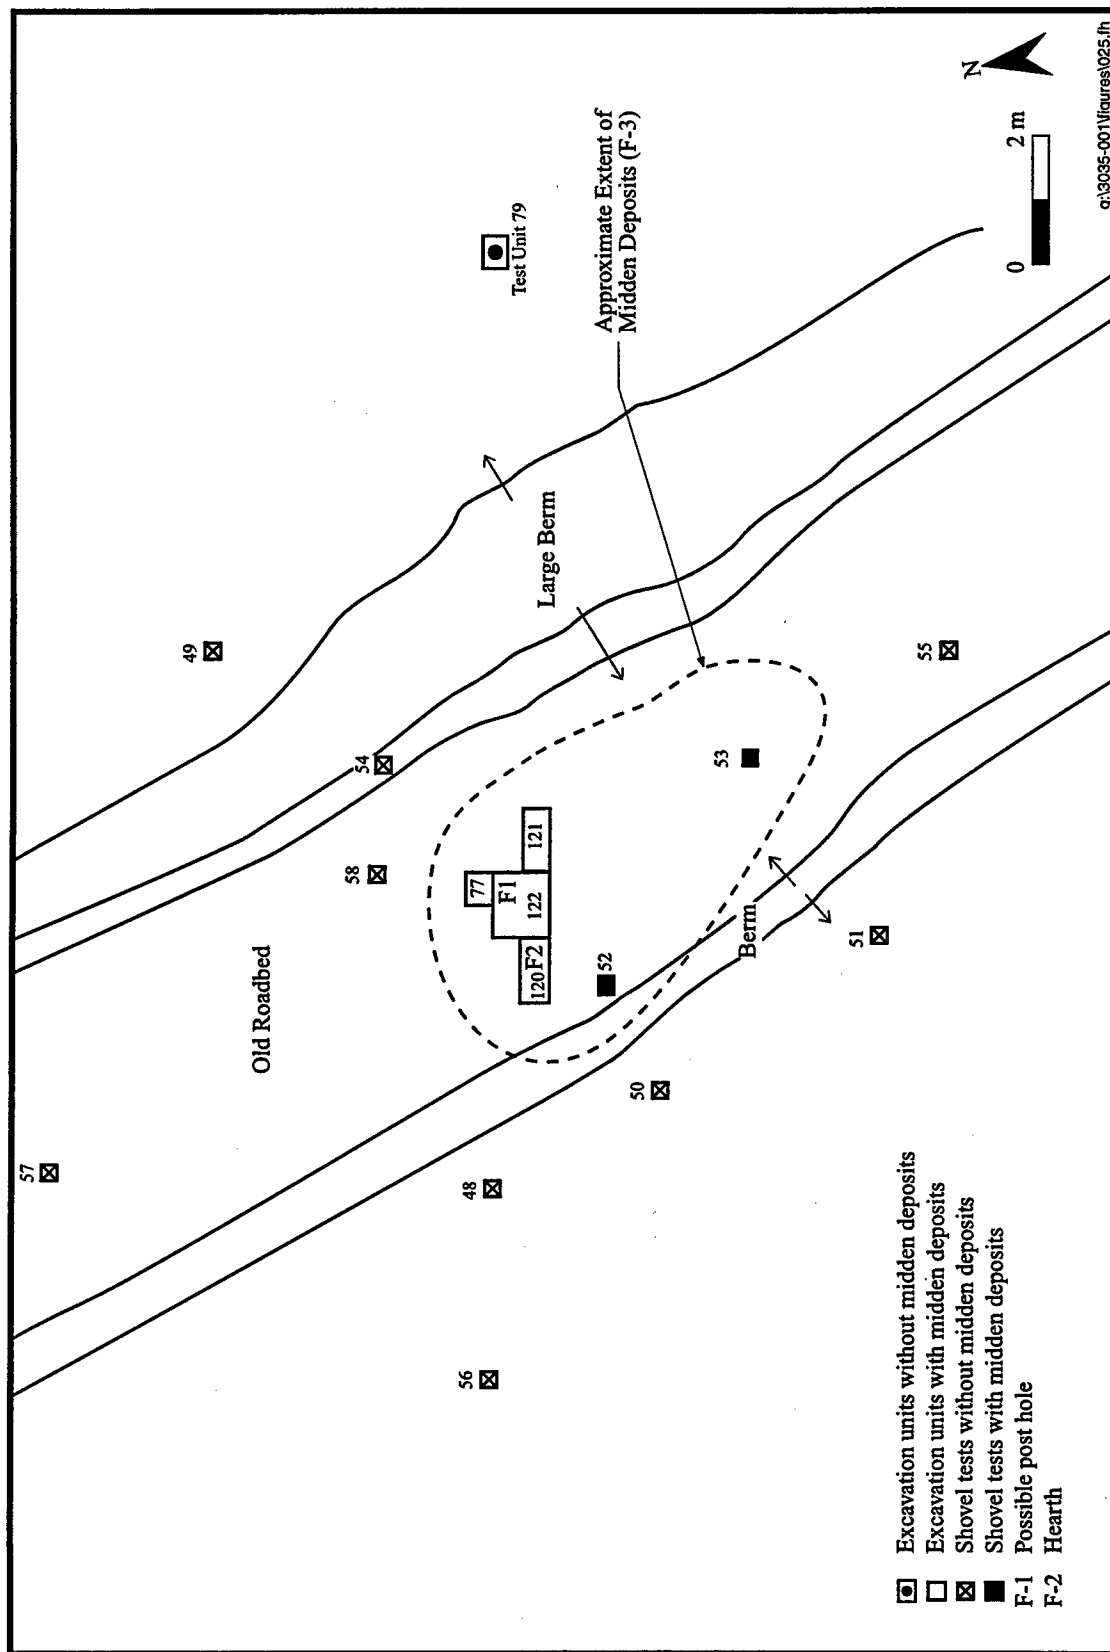 57
Old Roadbed
58
54
49
56
48
50
120
F2
77
F1
122
121
52
53
51
55
Berm
Large Berm
Test Unit 79
Approximate Extent of
Midden Deposits (F-3)
N
0 2 m
Excavation units without midden deposits
Excavation units with midden deposits
Shovel tests without midden deposits
Shovel tests with midden deposits
F-1 Possible post hole
F-2 Hearth
q:\3035-001\figures\025.fh